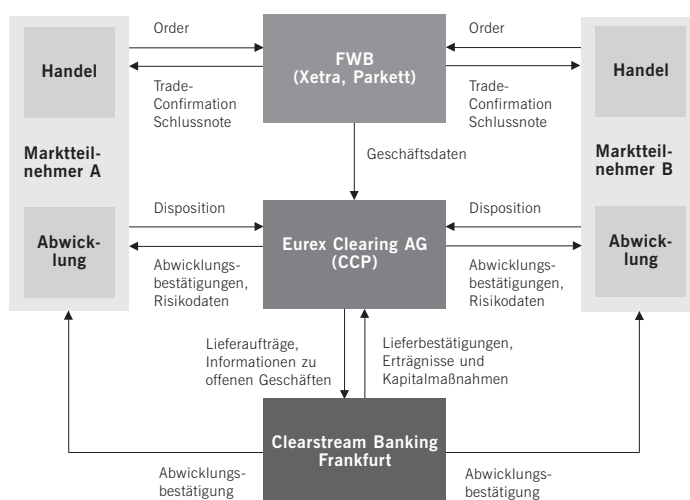 Order
Order
Handel
FWB
(Xetra, Parkett)
Handel
Trade-
Confirmation
Schlussnote
Trade-
Confirmation
Schlussnote
Marktteil-
nehmer A
Geschäftsdaten
Marktteil-
nehmer B
Disposition
Disposition
Abwick-
lung
Eurex Clearing AG
(CCP)
Abwick-
lung
Abwicklungs-
bestätigungen,
Risikodaten
Abwicklungs-
bestätigungen,
Risikodaten
Lieferaufträge,
Informationen zu
offenen Geschäften
Lieferbestätigungen,
Erträgnisse und
Kapitalmaßnahmen
Clearstream Banking
Frankfurt
Abwicklungs-
bestätigung
Abwicklungs-
bestätigung